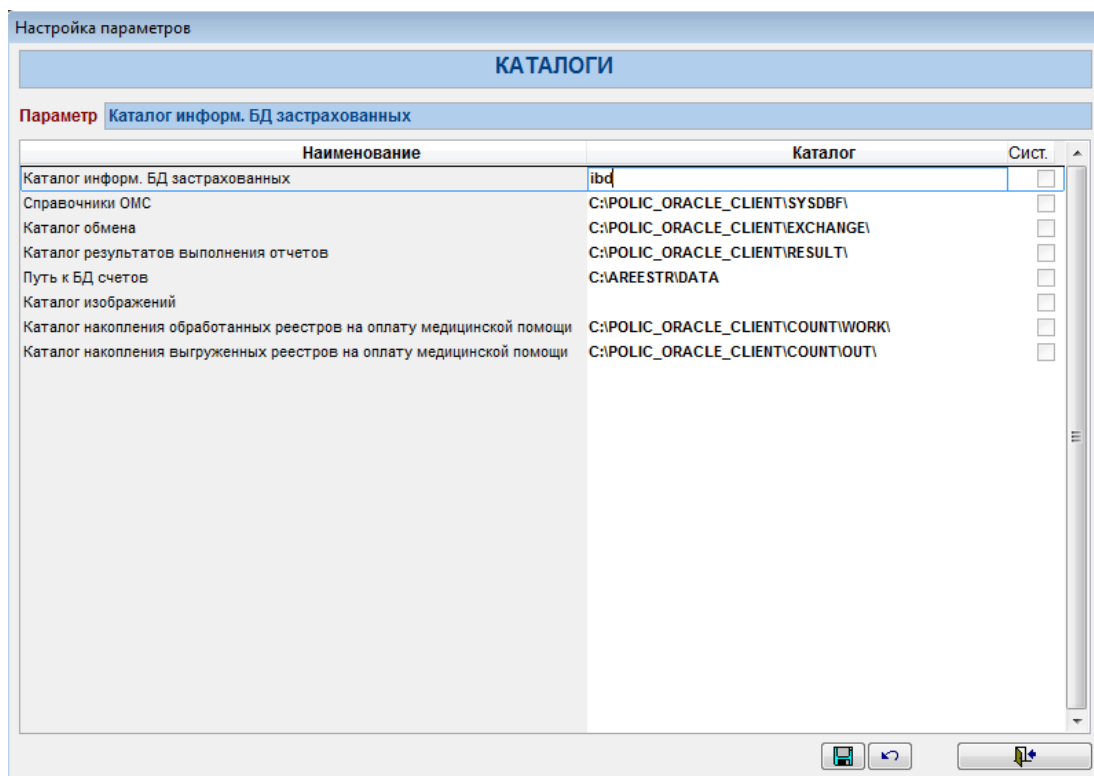 Настройка параметров
КАТАЛОГИ
Параметр Каталог информ. БД застрахованных
Наименование Каталог Сист.
Каталог информ. БД застрахованных ibd
Справочники ОМС C:\POLIC_ORACLE_CLIENT\SYSDBF\
Каталог обмена C:\POLIC_ORACLE_CLIENT\EXCHANGE\
Каталог результатов выполнения отчетов C:\POLIC_ORACLE_CLIENT\RESULT\
Путь к БД счетов C:\AREESTR\DATA
Каталог изображений
Каталог накопления обработанных реестров на оплату медицинской помощи C:\POLIC_ORACLE_CLIENT\COUNT\WORK\
Каталог накопления выгруженных реестров на оплату медицинской помощи C:\POLIC_ORACLE_CLIENT\COUNT\OUT\